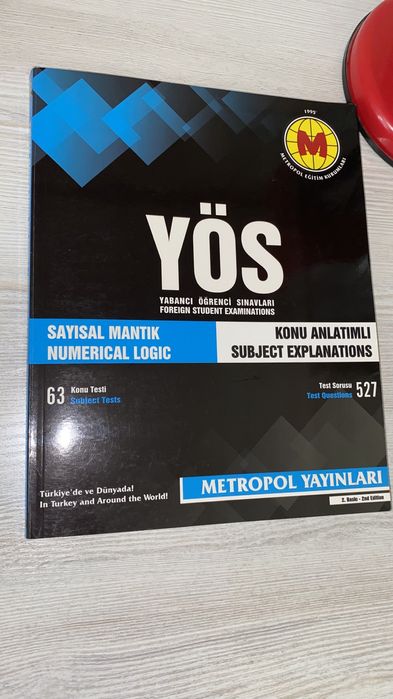 1995
M
METROPOL EĞİTİM KURUMLARI
YÖS
YABANCI ÖĞRENCİ SINAVLARI
FOREIGN STUDENT EXAMINATIONS
SAYISAL MANTIK
NUMERICAL LOGIC
KONU ANLATIMLI
SUBJECT EXPLANATIONS
63 Konu Testi
Subject Tests
Test Sorusu 527
Test Questions
METROPOL YAYINLARI
2. Baskı - 2nd Edition
Türkiye'de ve Dünyada!
In Turkey and Around the World!